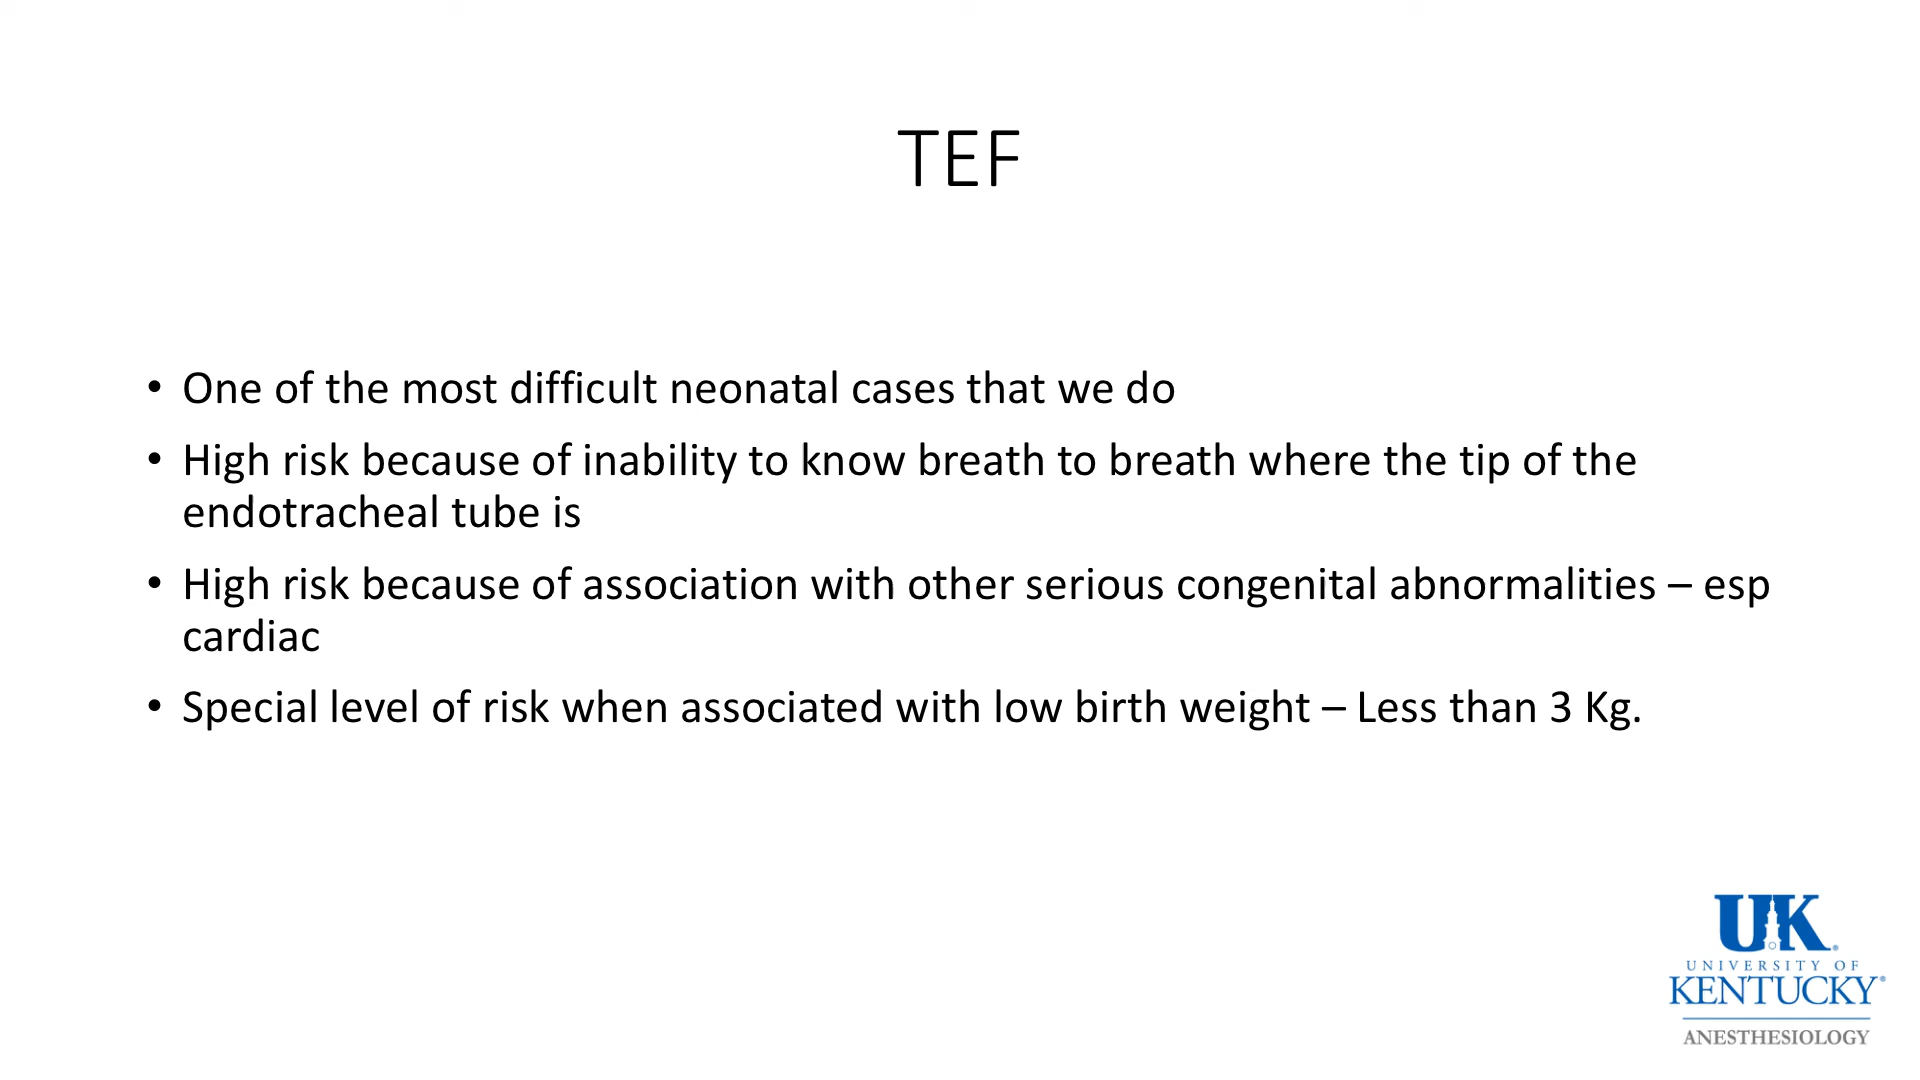 TEF
• One of the most difficult neonatal cases that we do
• High risk because of inability to know breath to breath where the tip of the
endotracheal tube is
• High risk because of association with other serious congenital abnormalities – esp
cardiac
• Special level of risk when associated with low birth weight – Less than 3 Kg.
UK®
UNIVERSITY OF
KENTUCKY®
ANESTHESIOLOGY